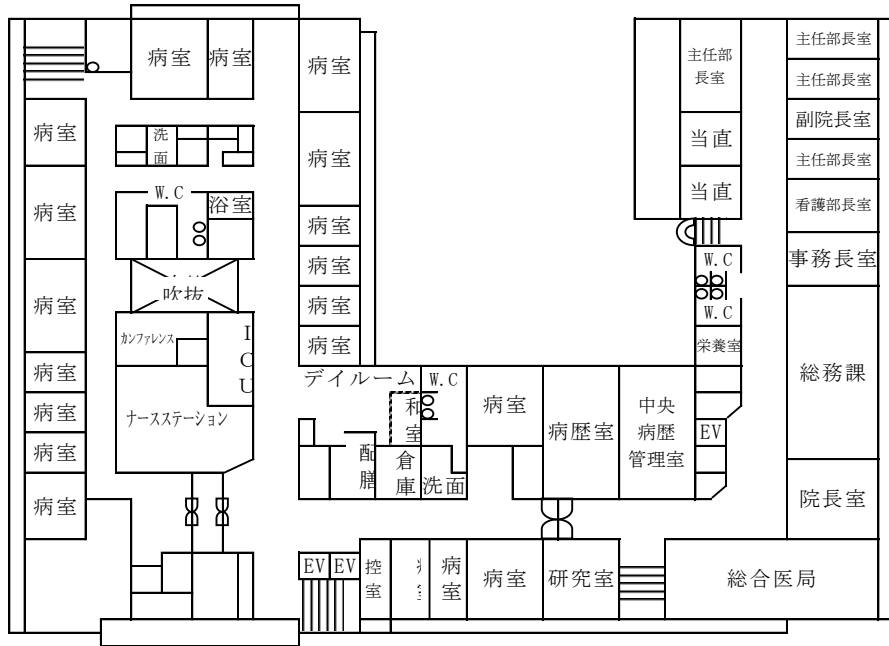 病室
病室
病室
主任部
長室
主任部長室
主任部長室
副院長室
主任部長室
看護部長室
病室
洗
面
病室
当直
当直
W.C
浴室
病室
病室
W.C
事務長室
病室
吹抜
病室
病室
W.C
カンファレンス
ICU
病室
栄養室
総務課
病室
デイルーム
W.C
病室
ナースステーション
和
室
病室
病歴室
中央
病歴
管理室
EV
病室
配
膳
倉
庫
洗面
病室
院長室
EV
EV
控
室
病
室
病室
研究室
総合医局